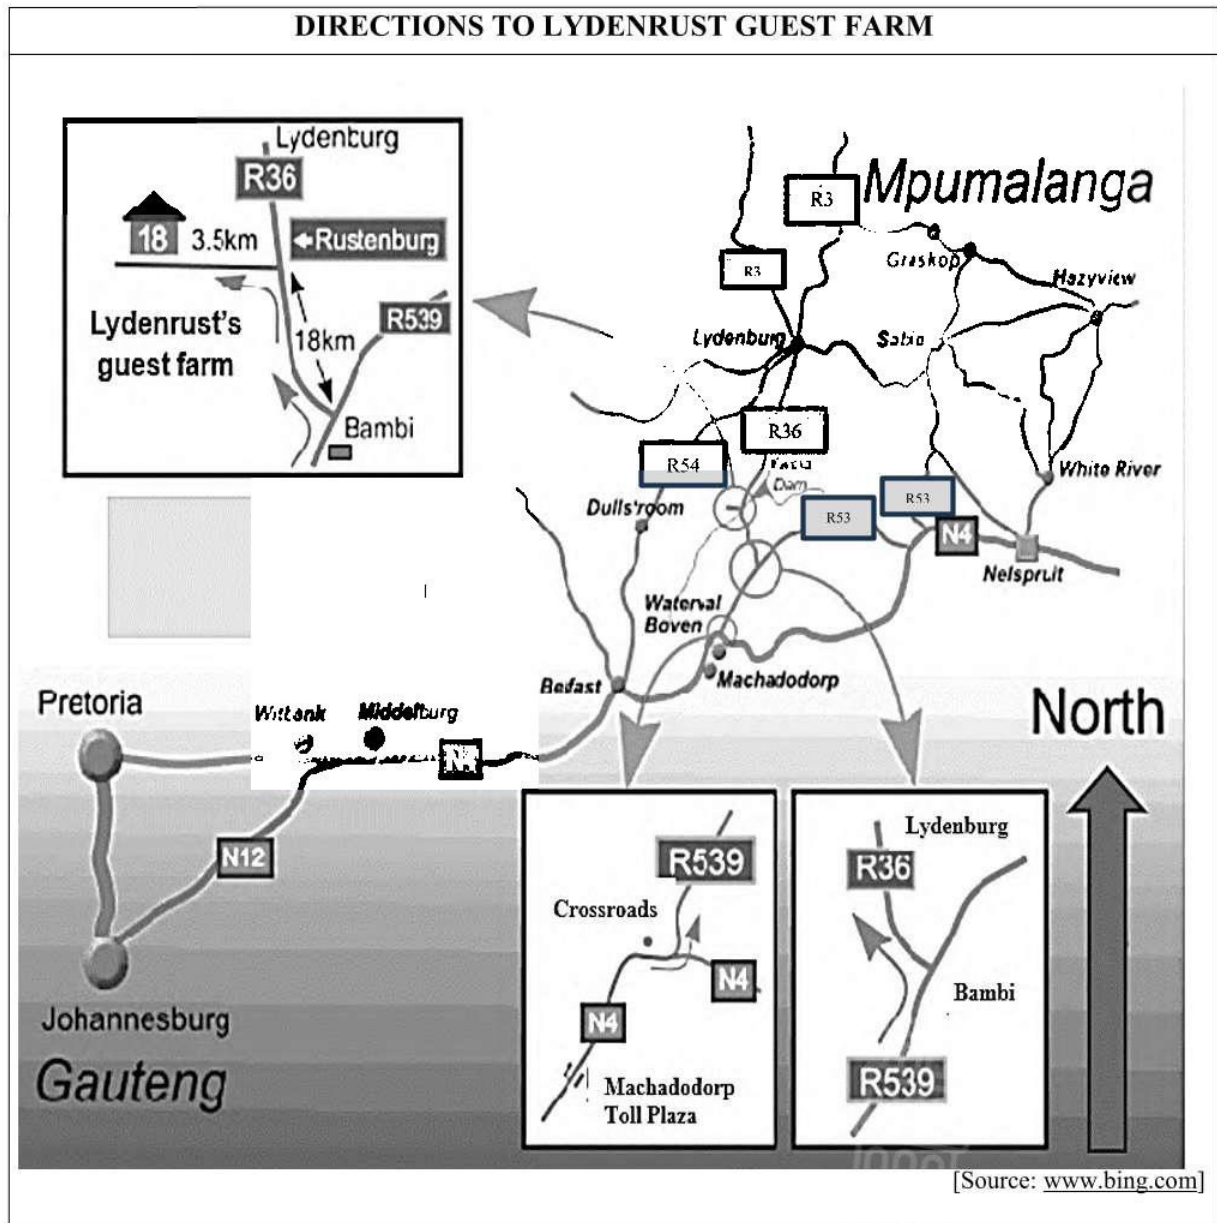 DIRECTIONS TO LYDENRUST GUEST FARM
Lydenburg
R36
18
3.5km
Rustenburg
R539
Lydenrust's
guest farm
18km
Bambi
R3
Mpumalanga
Graskop
R3
Hazyview
Lydenburg
Sabie
R36
R54
Dam
White River
Dullstroom
R53
R53
N4
Nelspruit
Waterval
Boven
Machadodorp
Belfast
Pretoria
Witbank
Middelburg
N4
North
N12
Johannesburg
Gauteng
R539
Crossroads
N4
N4
Machadodorp
Toll Plaza
Lydenburg
R36
Bambi
R539
[Source: www.bing.com]